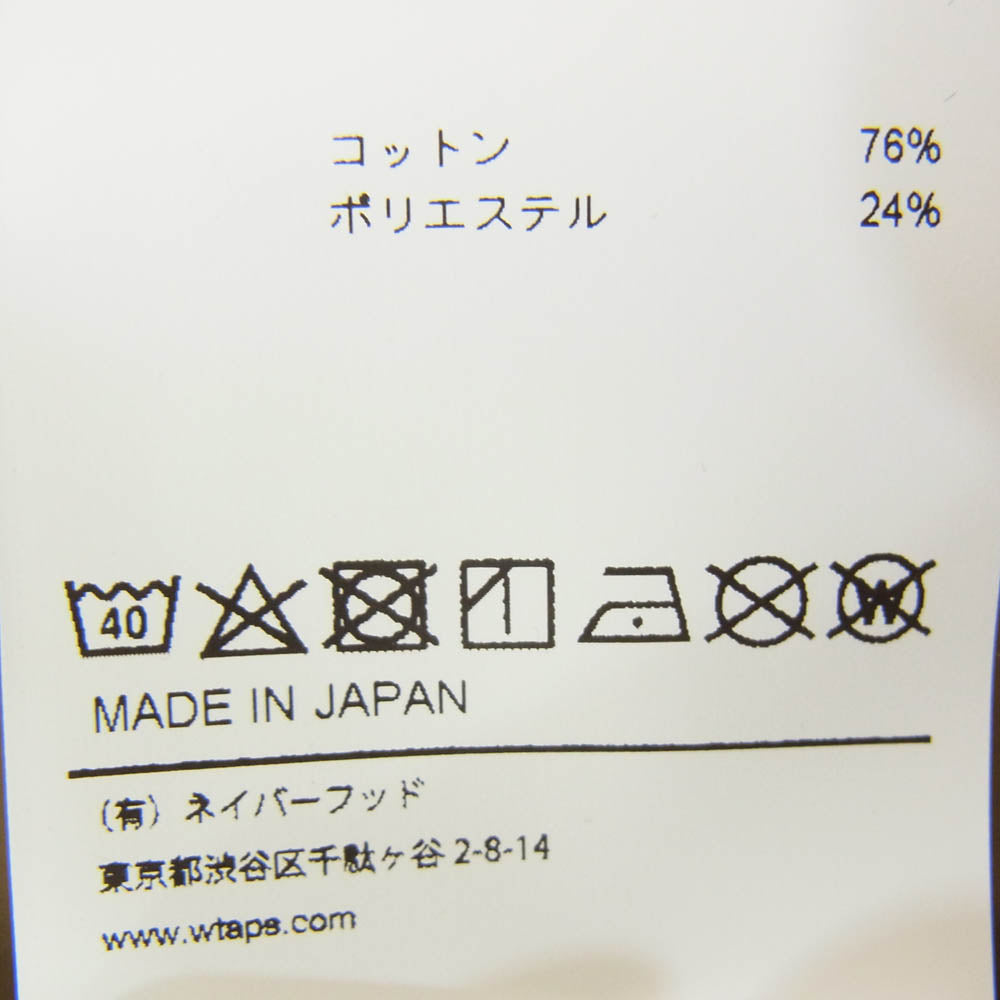 コットン 76%
ポリエステル 24%
40
W
MADE IN JAPAN
（有）ネイバーフッド
東京都渋谷区千駄ヶ谷 2-8-14
www.wtaps.com